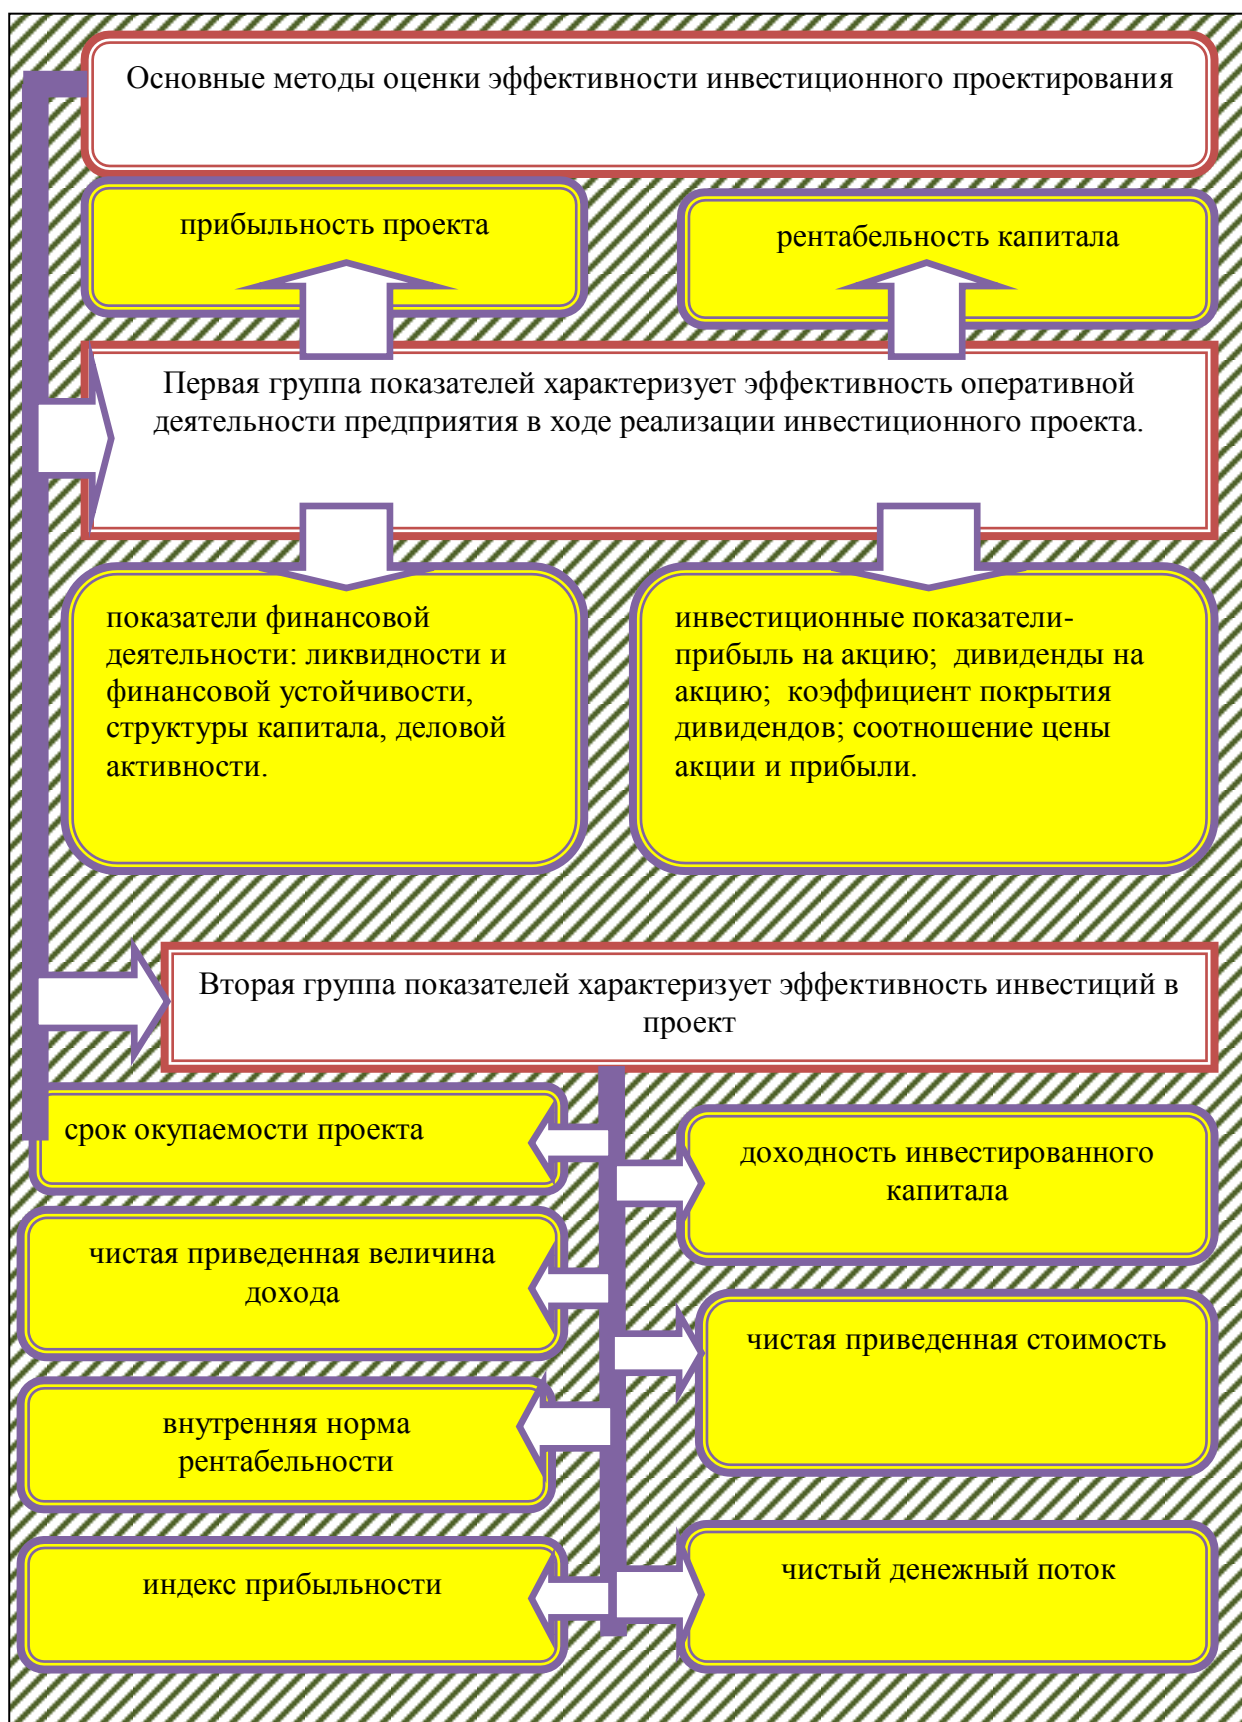 Основные методы оценки эффективности инвестиционного проектирования
прибыльность проекта
рентабельность капитала
Первая группа показателей характеризует эффективность оперативной
деятельности предприятия в ходе реализации инвестиционного проекта.
показатели финансовой
деятельности: ликвидности и
финансовой устойчивости,
структуры капитала, деловой
активности.
инвестиционные показатели-
прибыль на акцию; дивиденды на
акцию; коэффициент покрытия
дивидендов; соотношение цены
акции и прибыли.
Вторая группа показателей характеризует эффективность инвестиций в
проект
срок окупаемости проекта
доходность инвестированного
капитала
чистая приведенная величина
дохода
чистая приведенная стоимость
внутренняя норма
рентабельности
индекс прибыльности
чистый денежный поток